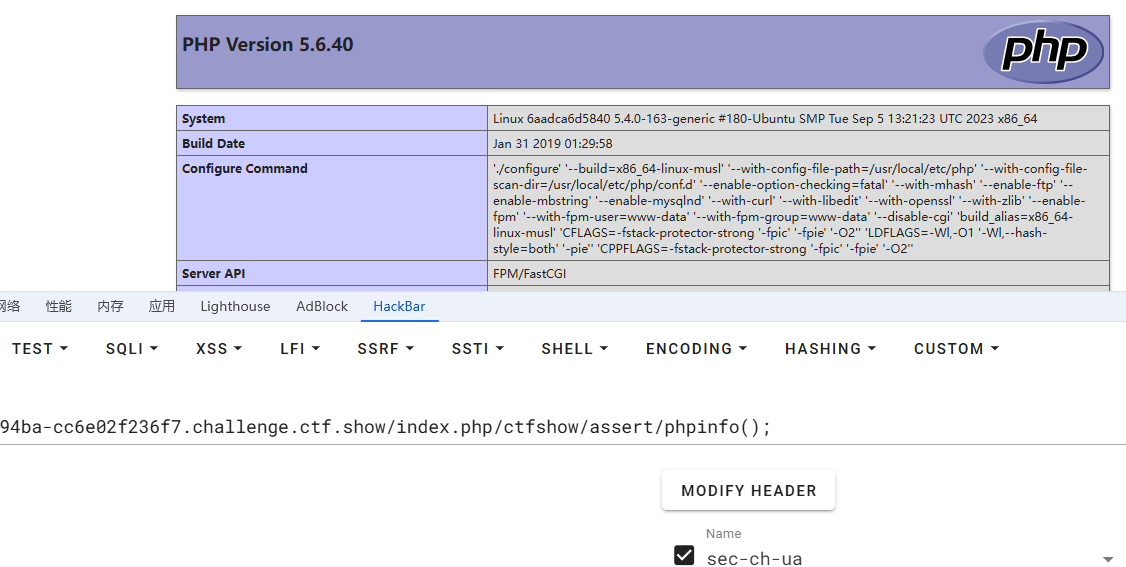 PHP Version 5.6.40
php
System Linux 6aadca6d5840 5.4.0-163-generic #180-Ubuntu SMP Tue Sep 5 13:21:23 UTC 2023 x86_64
Build Date Jan 31 2019 01:29:58
Configure Command './configure' '--build=x86_64-linux-musl' '--with-config-file-path=/usr/local/etc/php' '--with-config-file-
scan-dir=/usr/local/etc/php/conf.d' '--enable-option-checking=fatal' '--with-mhash' '--enable-ftp' '--
enable-mbstring' '--enable-mysqlnd' '--with-curl' '--with-libedit' '--with-openssl' '--with-zlib' '--enable-
fpm' '--with-fpm-user=www-data' '--with-fpm-group=www-data' '--disable-cgi' 'build_alias=x86_64-
linux-musl' 'CFLAGS=-fstack-protector-strong '-fpic' '-fpie' '-O2'' 'LDFLAGS=-Wl,-O1 '-Wl,--hash-
style=both' '-pie'' 'CPPFLAGS=-fstack-protector-strong '-fpic' '-fpie' '-O2''
Server API FPM/FastCGI
网络 性能 内存 应用 Lighthouse AdBlock HackBar
TEST SQLI XSS LFI SSRF SSTI SHELL ENCODING HASHING CUSTOM
94ba-cc6e02f236f7.challenge.ctf.show/index.php/ctfshow/assert/phpinfo();
MODIFY HEADER
Name
sec-ch-ua